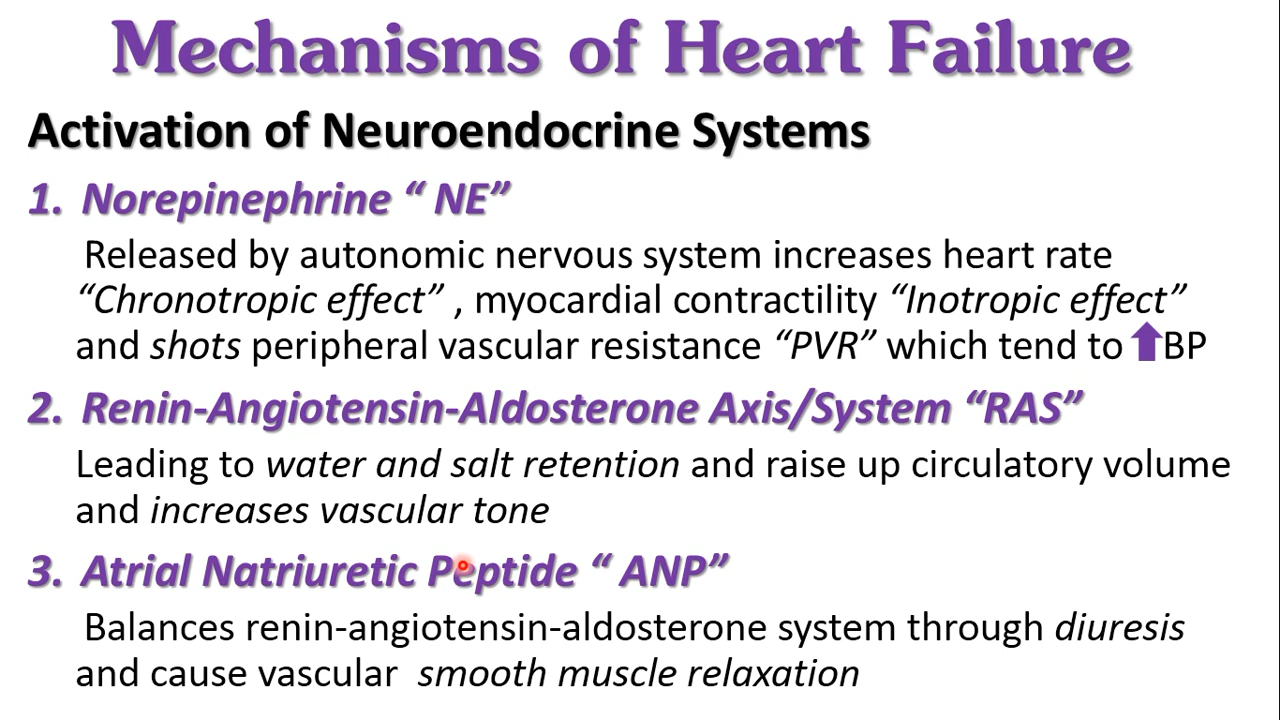 Mechanisms of Heart Failure
Activation of Neuroendocrine Systems
1. Norepinephrine “ NE”
Released by autonomic nervous system increases heart rate
“Chronotropic effect” , myocardial contractility “Inotropic effect”
and shots peripheral vascular resistance “PVR” which tend to BP
2. Renin-Angiotensin-Aldosterone Axis/System “RAS”
Leading to water and salt retention and raise up circulatory volume
and increases vascular tone
3. Atrial Natriuretic Peptide “ ANP”
Balances renin-angiotensin-aldosterone system through diuresis
and cause vascular smooth muscle relaxation